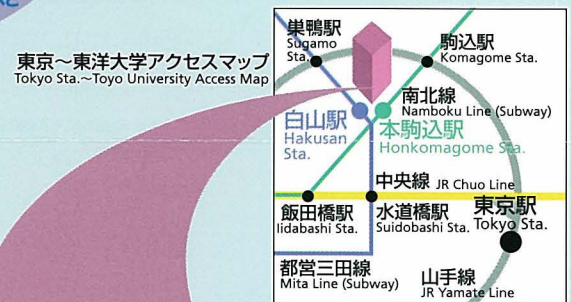 東京～東洋大学アクセスマップ
Tokyo Sta.~Toyo University Access Map
巣鴨駅
Sugamo
Sta.
駒込駅
Komagome Sta.
南北線
Namboku Line (Subway)
白山駅
Hakusan
Sta.
本駒込駅
Honkomagome Sta.
中央線 JR Chuo Line
飯田橋駅
Iidabashi Sta.
水道橋駅
Suidobashi Sta.
東京駅
Tokyo Sta.
都営三田線
Mita Line (Subway)
山手線
JR Yamate Line